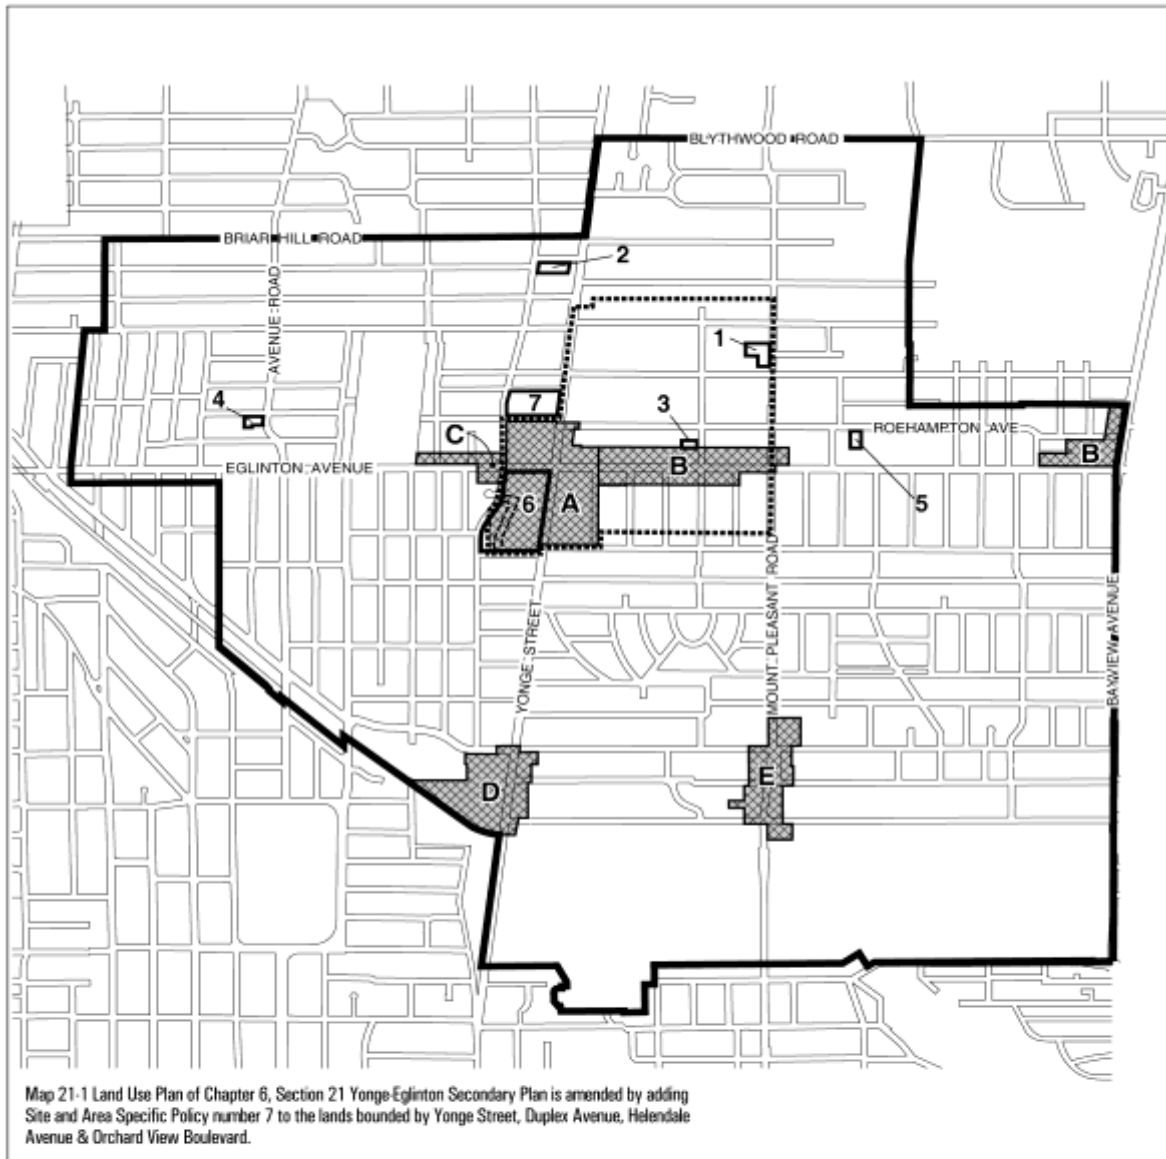 BLYTHWOOD ROAD
BRIAR HILL ROAD
2
AVENUE ROAD
1
4
7
3
ROEHAMPTON AVE
C
EGLINTON AVENUE
B
B
6
A
5
MOUNT PLEASANT ROAD
YONGE STREET
BAYVIEW AVENUE
D
E
Map 21-1 Land Use Plan of Chapter 6, Section 21 Yonge-Eglinton Secondary Plan is amended by adding
Site and Area Specific Policy number 7 to the lands bounded by Yonge Street, Duplex Avenue, Helendale
Avenue & Orchard View Boulevard.